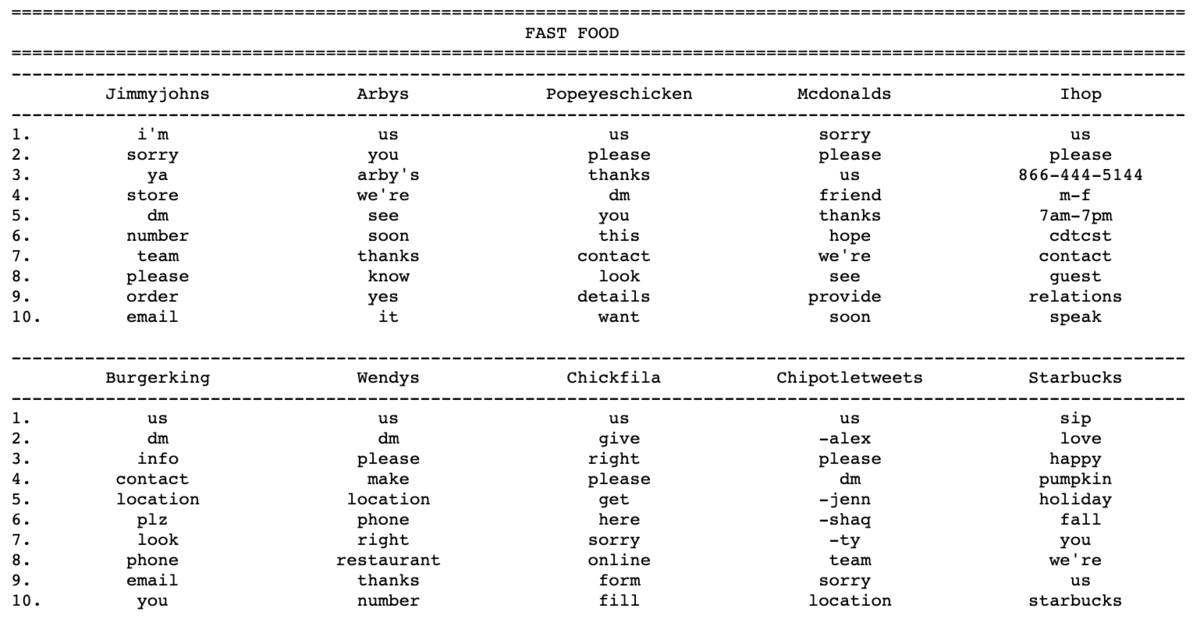 FAST FOOD
Jimmyjohns Arbys Popeyeschicken Mcdonalds Ihop
1. i'm us us sorry us
2. sorry you please please please
3. ya arby's thanks us 866-444-5144
4. store we're dm friend m-f
5. dm see you thanks 7am-7pm
6. number soon this hope cdtcst
7. team thanks contact we're contact
8. please know look see guest
9. order yes details provide relations
10. email it want soon speak
Burgerking Wendys Chickfila Chipotletweets Starbucks
1. us us us us sip
2. dm dm give -alex love
3. info please right please happy
4. contact make please dm pumpkin
5. location location get -jenn holiday
6. plz phone here -shaq fall
7. look right sorry -ty you
8. phone restaurant online team we're
9. email thanks form sorry us
10. you number fill location starbucks